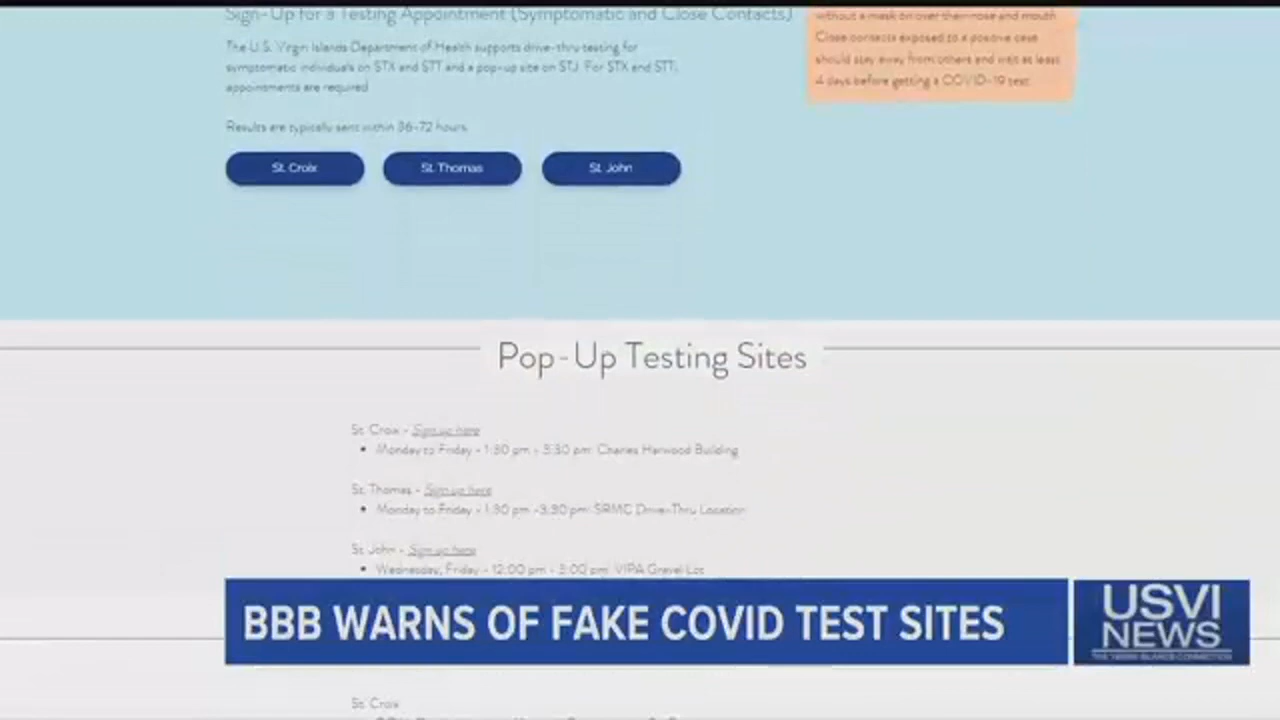 Sign-Up for a Testing Appointment (Symptomatic and Close Contacts)
The U.S. Virgin Islands Department of Health supports drive-thru testing for
symptomatic individuals on STX and STT and a pop-up site on STJ. For STX and STT,
appointments are required.
Results are typically sent within 36-72 hours.
St. Croix
St. Thomas
St. John
without a mask on over their nose and mouth.
Close contacts exposed to a positive case
should stay away from others and wait at least
4 days before getting a COVID-19 test.
Pop-Up Testing Sites
St. Croix - Sign up here
• Monday to Friday - 1:30 pm - 3:30 pm: Charles Harwood Building
St. Thomas - Sign up here
• Monday to Friday - 1:30 pm -3:30 pm: SRMC Drive-Thru Location
St. John - Sign up here
• Wednesday, Friday - 12:00 pm - 3:00 pm: VIPA Gravel Lot
BBB WARNS OF FAKE COVID TEST SITES
USVI
NEWS
THE VIRGIN ISLANDS CONNECTION
St. Croix